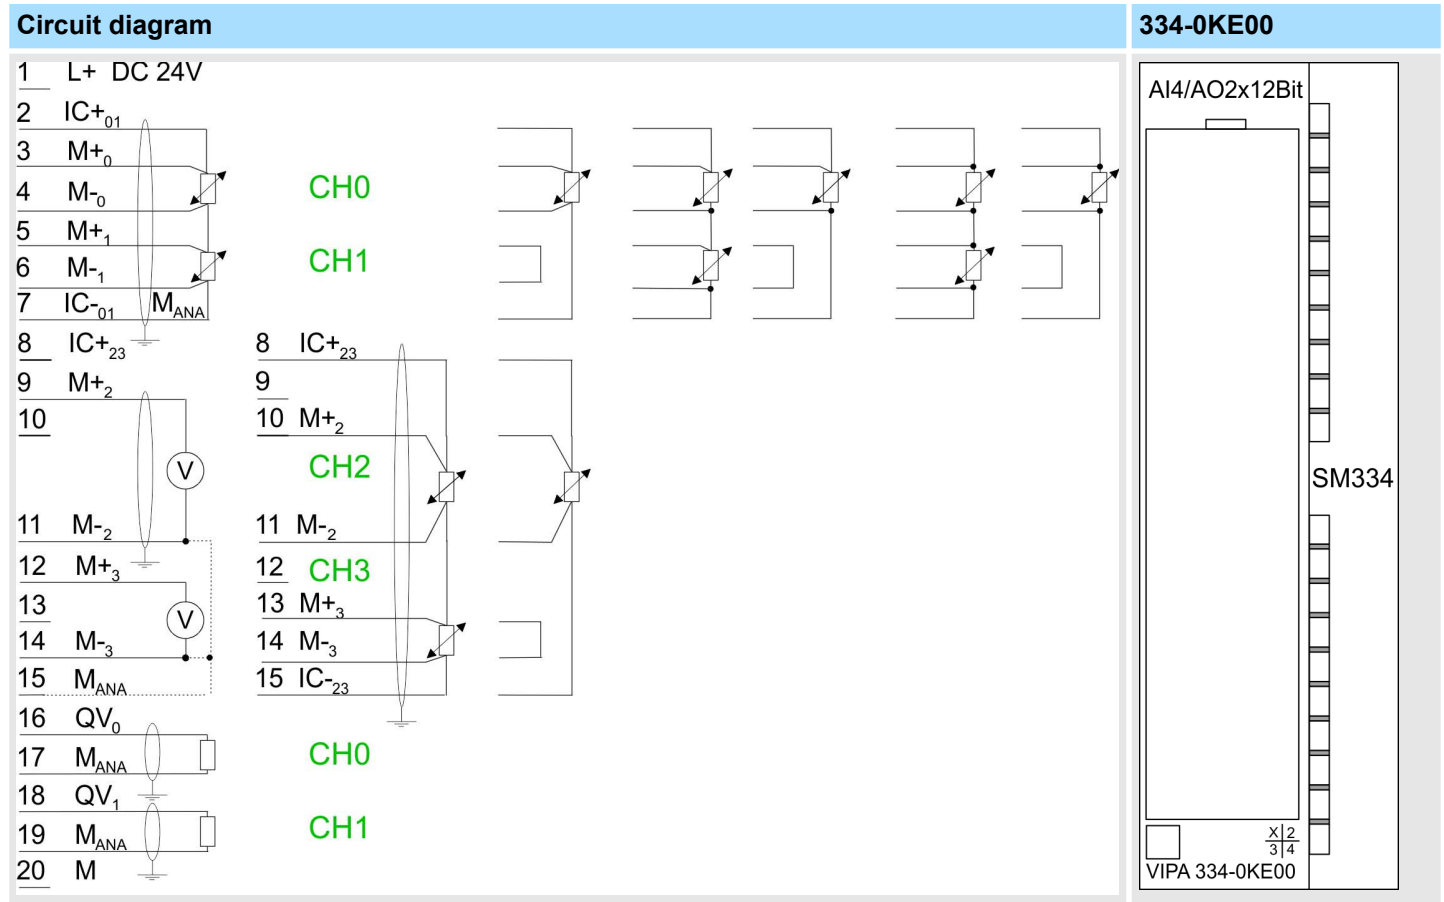 Circuit diagram
334-0KE00
1 L+ DC 24V
2 IC+01
3 M+0
4 M-0
CH0
5 M+1
6 M-1
CH1
7 IC-01 MANA
8 IC+23
8 IC+23
9 M+2
9
10
10 M+2
CH2
V
11 M-2
11 M-2
12 M+3
12 CH3
13
13 M+3
V
14 M-3
14 M-3
15 MANA
15 IC-23
16 QV0
17 MANA
CH0
18 QV1
19 MANA
CH1
20 M
AI4/AO2x12Bit
SM334
X 2
3 4
VIPA 334-0KE00